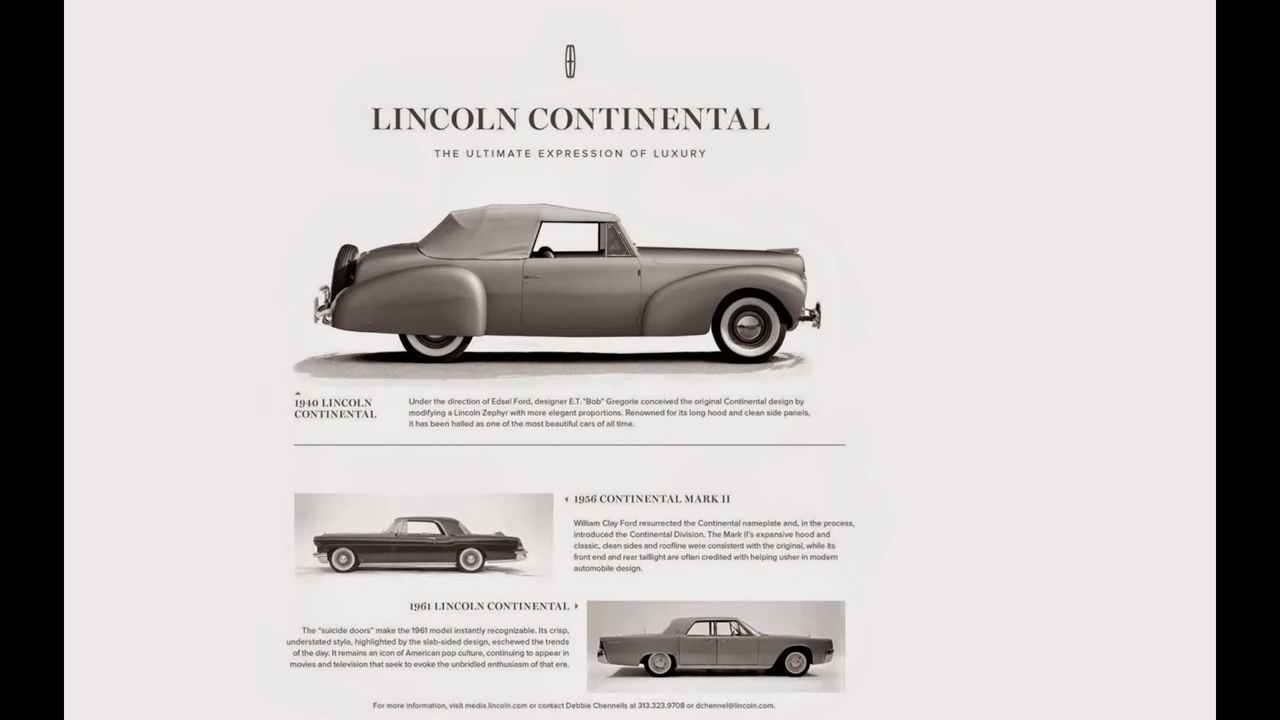 LINCOLN CONTINENTAL
THE ULTIMATE EXPRESSION OF LUXURY
1940 LINCOLN
CONTINENTAL
Under the direction of Edsel Ford, designer E.T. "Bob" Gregorie conceived the original Continental design by
modifying a Lincoln Zephyr with more elegant proportions. Renowned for its long hood and clean side panels,
it has been hailed as one of the most beautiful cars of all time.
1956 CONTINENTAL MARK II
William Clay Ford resurrected the Continental nameplate and, in the process,
introduced the Continental Division. The Mark II's expansive hood and
classic, clean sides and roofline were consistent with the original, while its
front end and rear taillight are often credited with helping usher in modern
automobile design.
1961 LINCOLN CONTINENTAL
The "suicide doors" make the 1961 model instantly recognizable. Its crisp,
understated style, highlighted by the slab-sided design, eschewed the trends
of the day. It remains an icon of American pop culture, continuing to appear in
movies and television that seek to evoke the unbridled enthusiasm of that era.
For more information, visit media.lincoln.com or contact Debbie Chennells at 313.323.9708 or dchennel@lincoln.com.